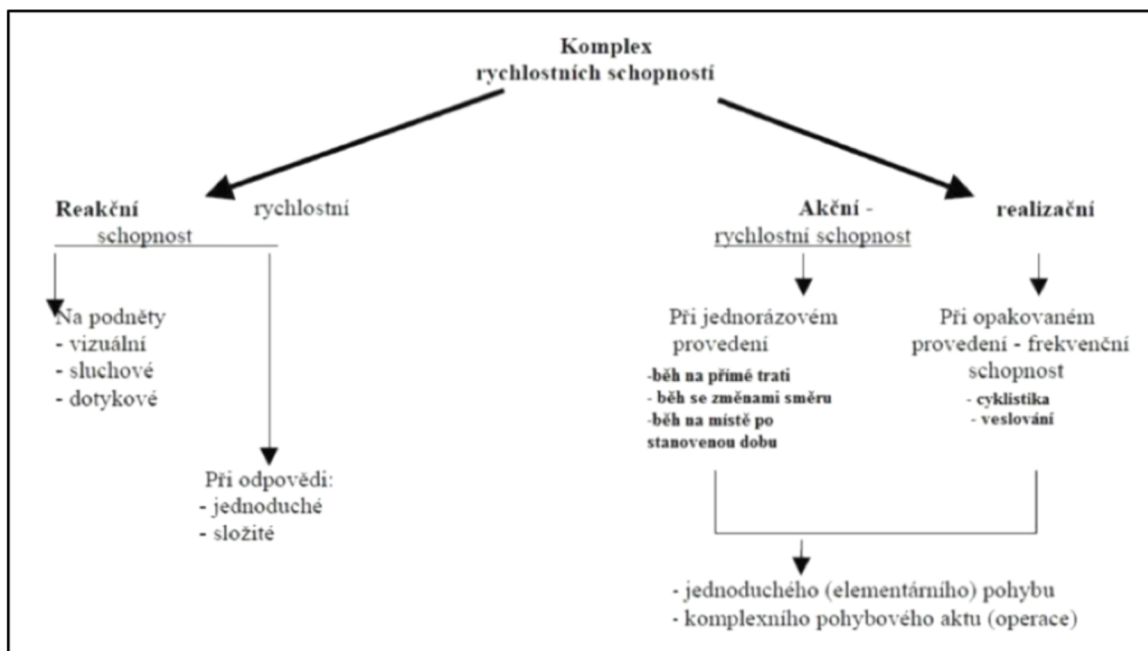 Komplex
rychlostních schopností
Reakční rychlostní
schopnost
Akční - realizační
rychlostní schopnost
Na podněty
- vizuální
- sluchové
- dotykové
Při odpovědi:
- jednoduché
- složité
Při jednorázovém
provedení
-běh na přímé trati
- běh se změnami směru
-běh na místě po
stanovenou dobu
Při opakovaném
provedení - frekvenční
schopnost
- cyklistika
- veslování
- jednoduchého (elementárního) pohybu
- komplexního pohybového aktu (operace)